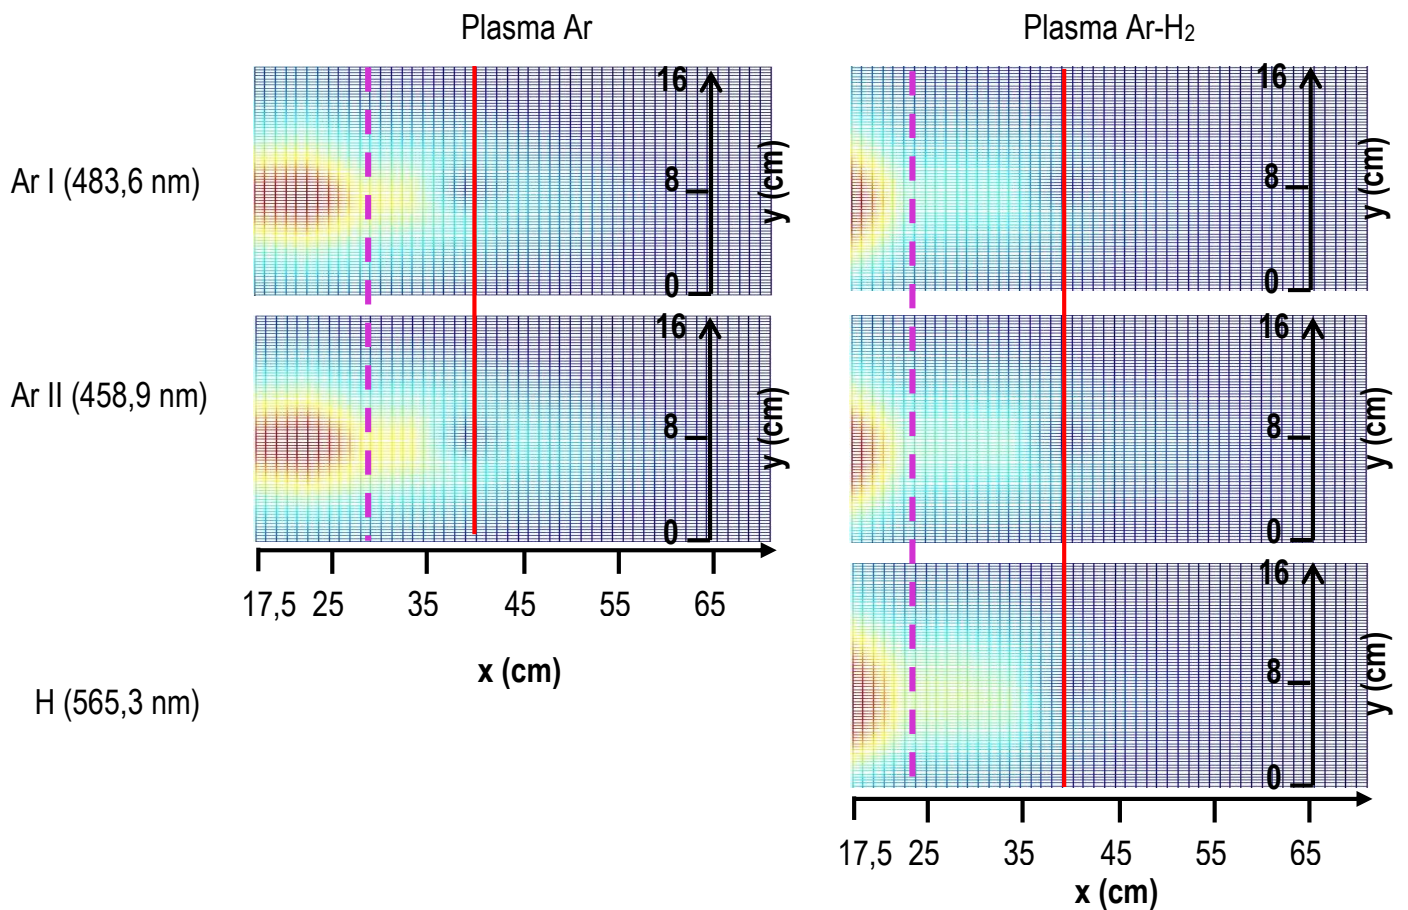 Plasma Ar
Plasma Ar-H₂
Ar I (483,6 nm)
16
8
0
y (cm)
16
8
0
y (cm)
Ar II (458,9 nm)
16
8
0
y (cm)
16
8
0
y (cm)
17,5 25 35 45 55 65
x (cm)
H (565,3 nm)
16
8
0
y (cm)
17,5 25 35 45 55 65
x (cm)